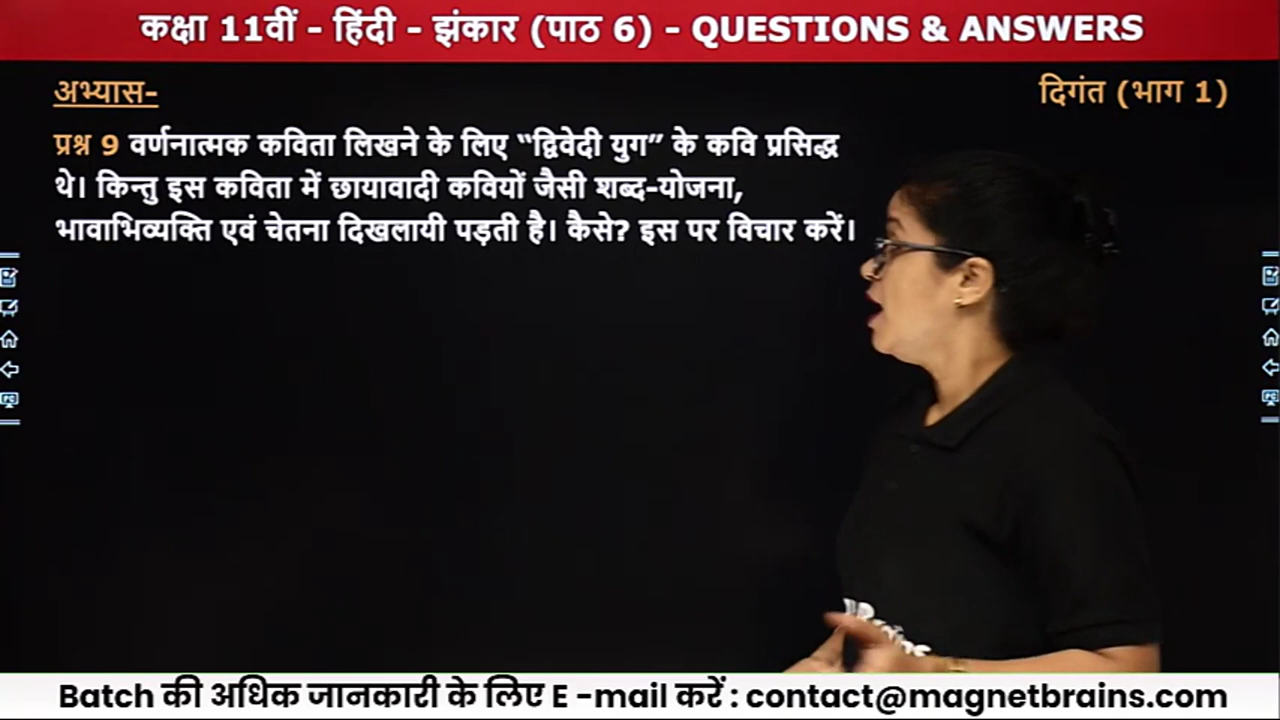 कक्षा 11वीं - हिंदी - झंकार (पाठ 6) - QUESTIONS & ANSWERS
अभ्यास-
दिगंत (भाग 1)
प्रश्न 9 वर्णनात्मक कविता लिखने के लिए “द्विवेदी युग” के कवि प्रसिद्ध
थे। किन्तु इस कविता में छायावादी कवियों जैसी शब्द-योजना,
भावाभिव्यक्ति एवं चेतना दिखलायी पड़ती है। कैसे? इस पर विचार करें।
Batch की अधिक जानकारी के लिए E -mail करें : contact@magnetbrains.com